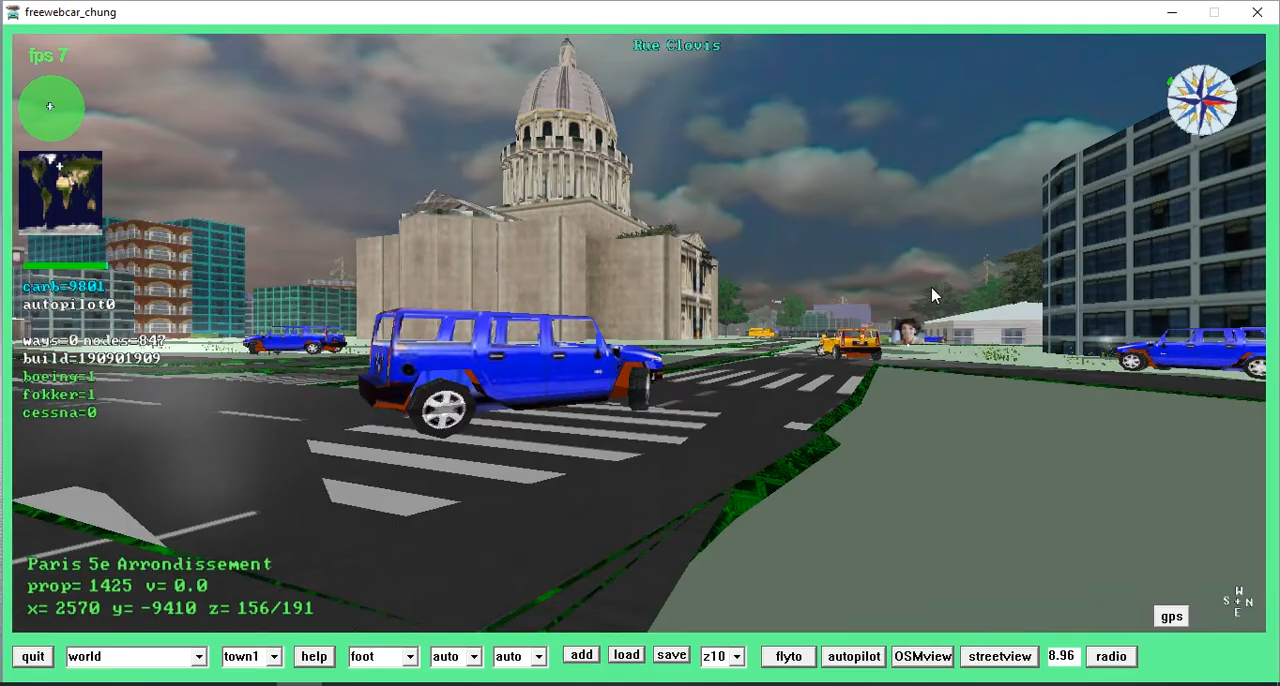 freewebcar_chung
fps 7
Rue Clovis
carb=9801
autopilot0
ways=0 nodes=847
build=190901909
boeing=1
fokker=1
cessna=0
Paris 5e Arrondissement
prop= 1425 v= 0.0
x= 2570 y= -9410 z= 156/191
W
S + N
E
gps
quit world town1 help foot auto auto add load save z10 flyto autopilot OSMview streetview 8.96 radio